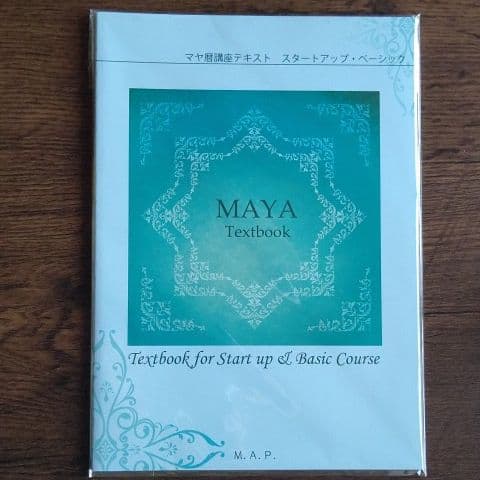 マヤ暦講座テキスト　スタートアップ・ベーシック
MAYA
Textbook
Textbook for Start up & Basic Course
M.A.P.